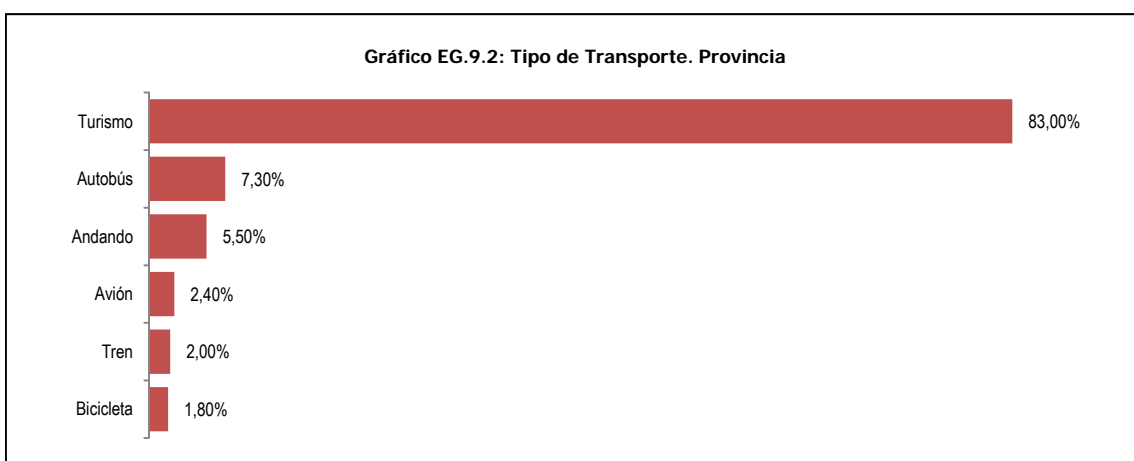 Gráfico EG.9.2: Tipo de Transporte. Provincia
Turismo 83,00%
Autobús 7,30%
Andando 5,50%
Avión 2,40%
Tren 2,00%
Bicicleta 1,80%